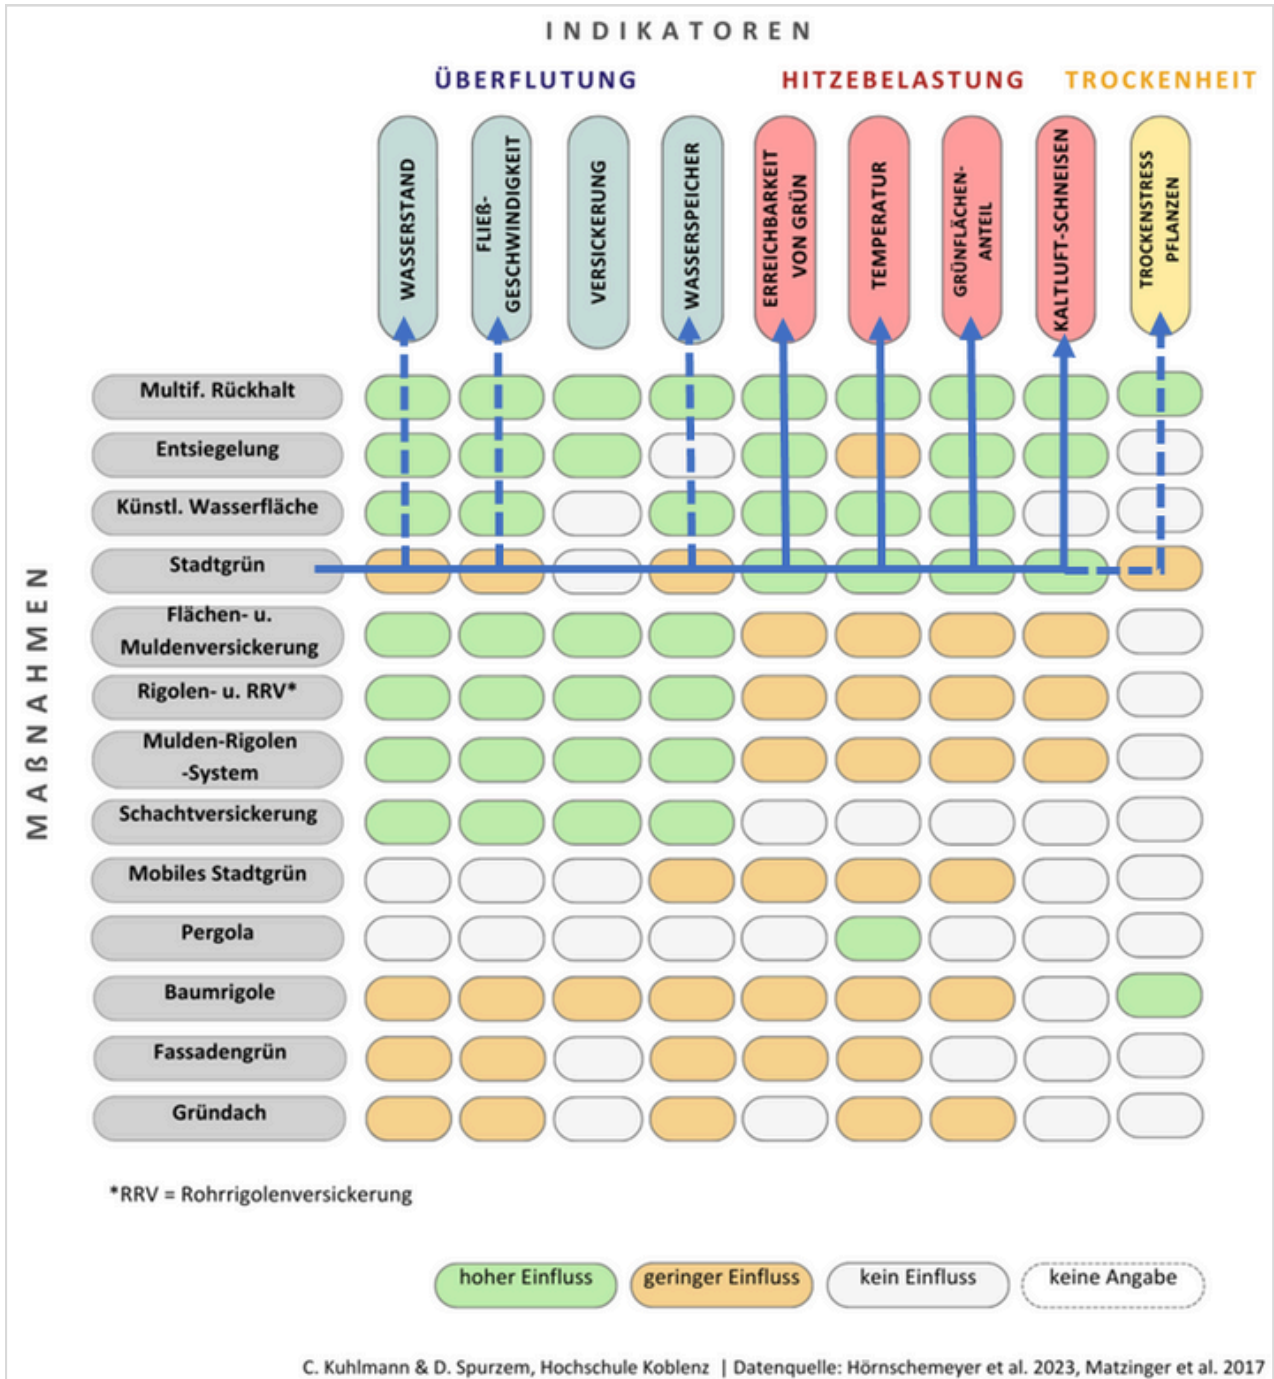 INDIKATOREN
ÜBERFLUTUNG
HITZEBELASTUNG
TROCKENHEIT
WASSERSTAND
FLIEß-
GESCHWINDIGKEIT
VERSICKERUNG
WASSERSPEICHER
ERREICHBARKEIT
VON GRÜN
TEMPERATUR
GRÜNFLÄCHEN-
ANTEIL
KALTLUFT-SCHNEISEN
TROCKENSTRESS
PFLANZEN
MAßNAHMEN
Multif. Rückhalt
Entsiegelung
Künstl. Wasserfläche
Stadtgrün
Flächen- u.
Muldenversickerung
Rigolen- u. RRV*
Mulden-Rigolen
-System
Schachtversickerung
Mobiles Stadtgrün
Pergola
Baumrigole
Fassadengrün
Gründach
*RRV = Rohrrigolenversickerung
hoher Einfluss
geringer Einfluss
kein Einfluss
keine Angabe
C. Kuhlmann & D. Spurzem, Hochschule Koblenz | Datenquelle: Hörnschemeyer et al. 2023, Matzinger et al. 2017